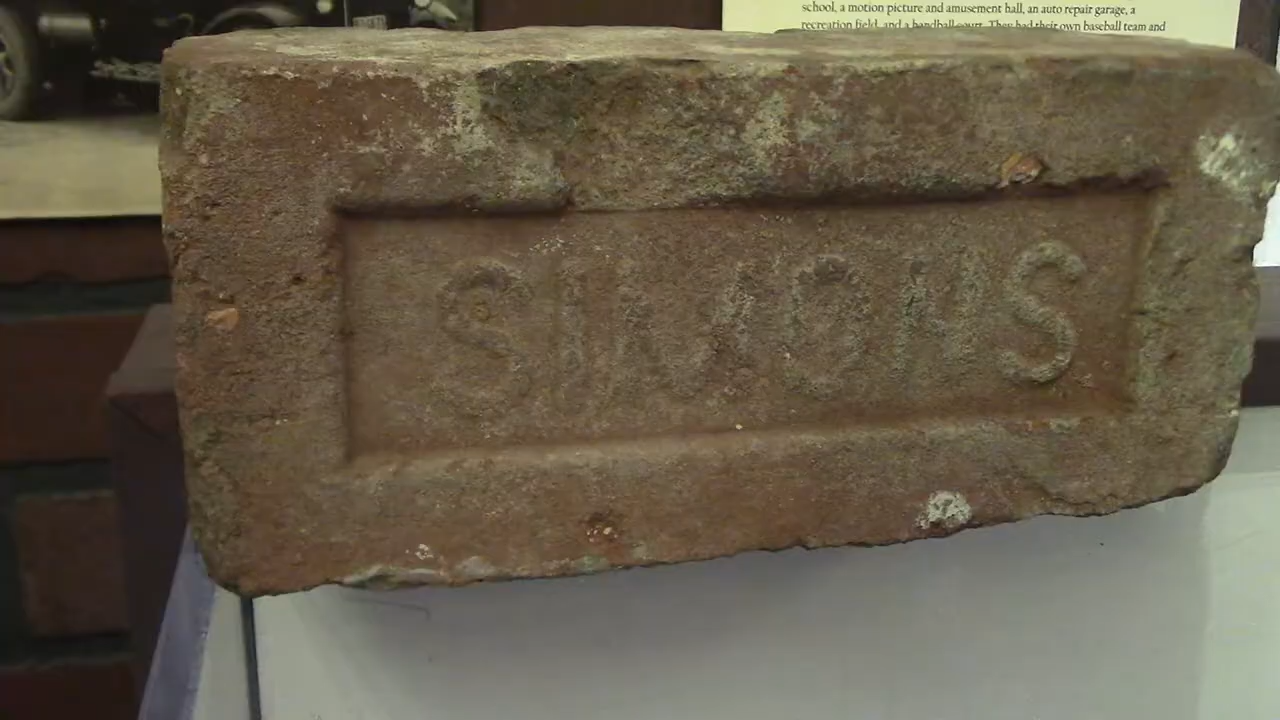 school, a motion picture and amusement hall, an auto repair garage, a
recreation field, and a handball court. They had their own baseball team and
SIMONS